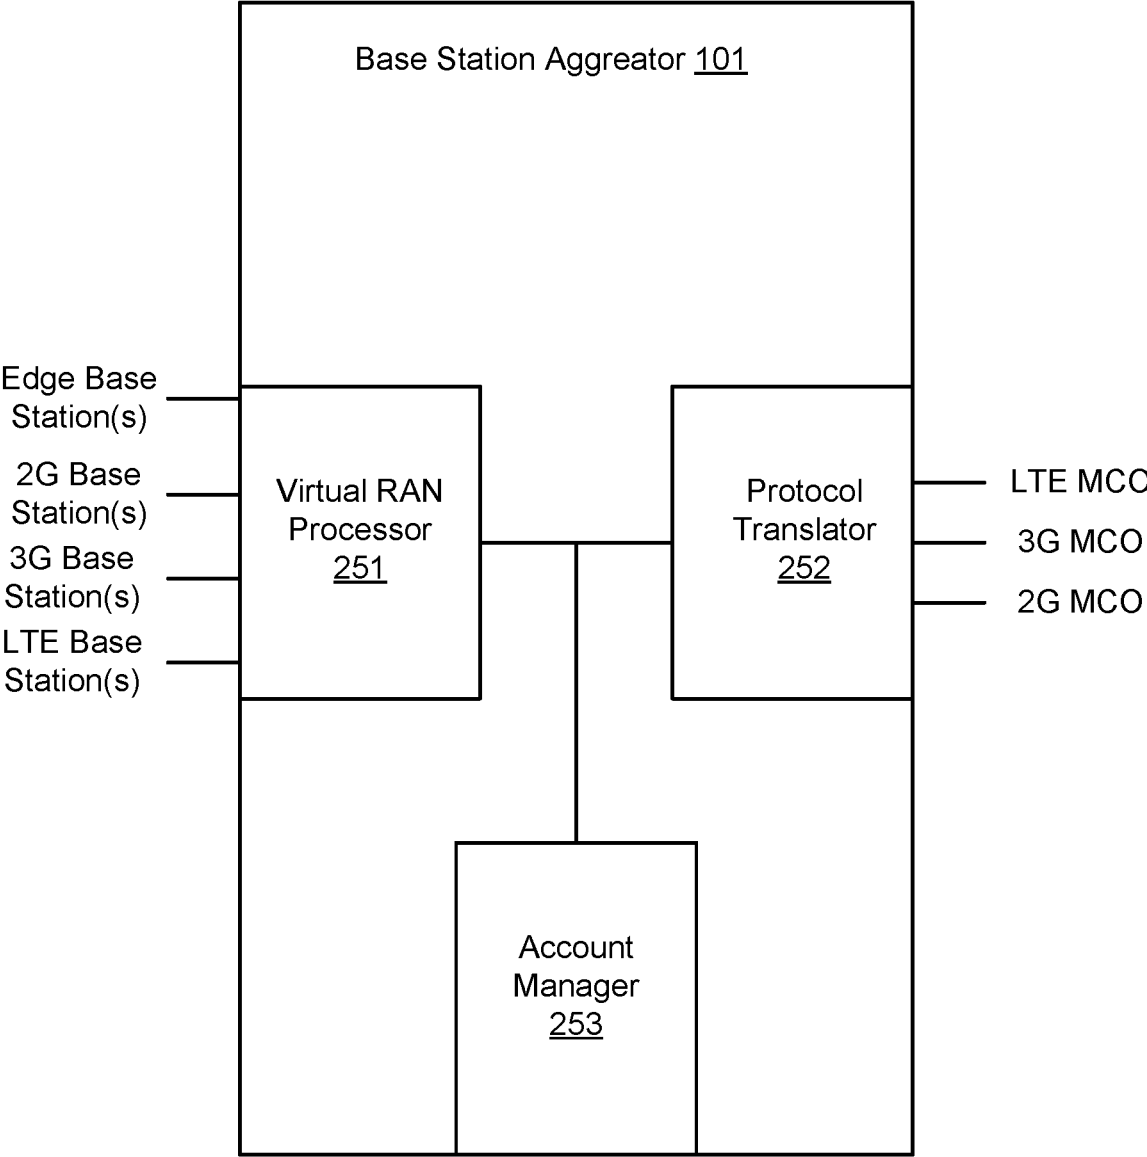 Base Station Aggreator 101
Edge Base
Station(s)
2G Base
Station(s)
3G Base
Station(s)
LTE Base
Station(s)
Virtual RAN
Processor
251
Protocol
Translator
252
LTE MCO
3G MCO
2G MCO
Account
Manager
253